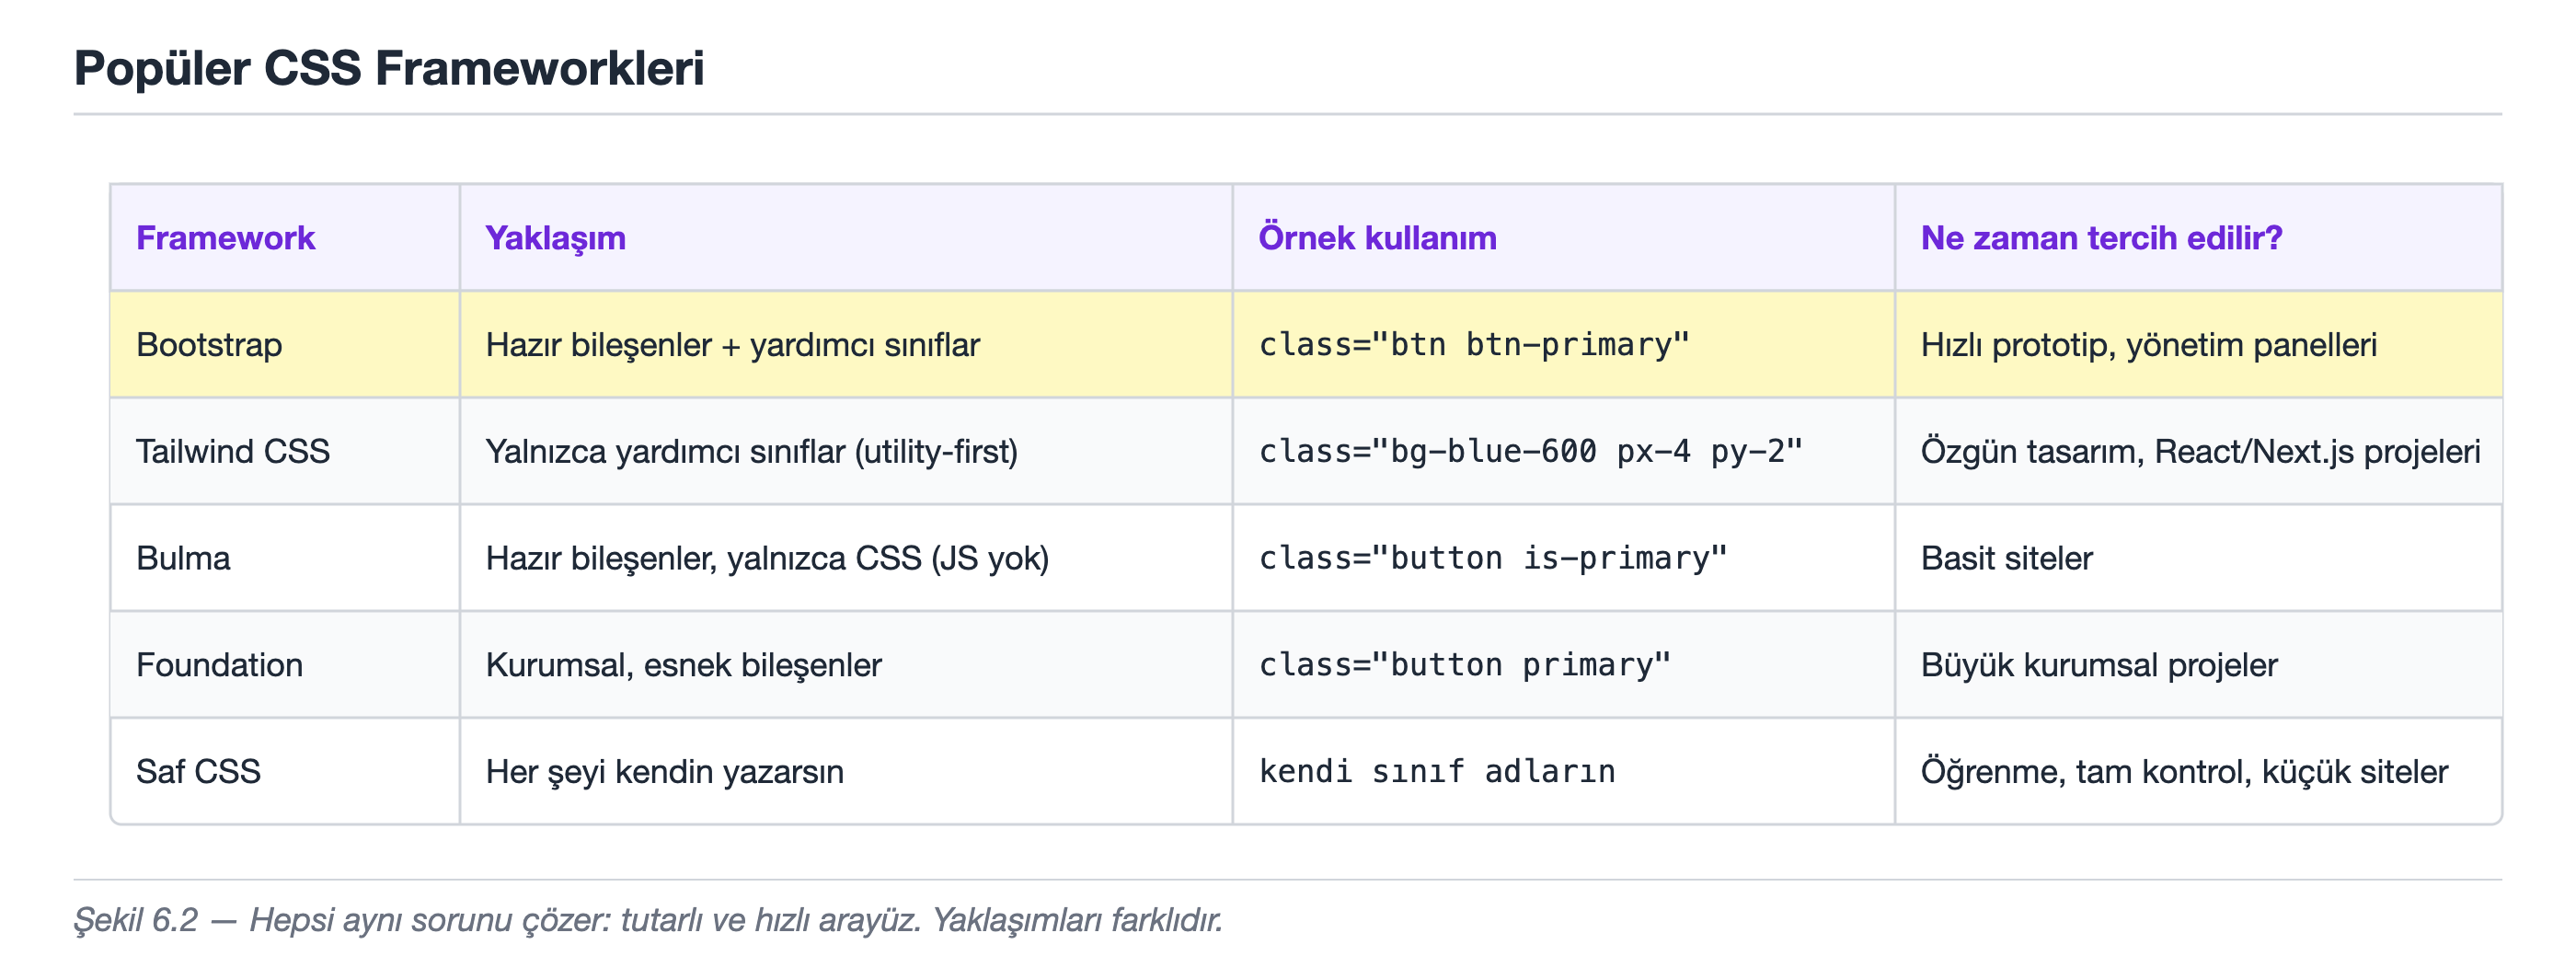 Popüler CSS Frameworkleri
Framework Yaklaşım Örnek kullanım Ne zaman tercih edilir?
Bootstrap Hazır bileşenler + yardımcı sınıflar class="btn btn-primary" Hızlı prototip, yönetim panelleri
Tailwind CSS Yalnızca yardımcı sınıflar (utility-first) class="bg-blue-600 px-4 py-2" Özgün tasarım, React/Next.js projeleri
Bulma Hazır bileşenler, yalnızca CSS (JS yok) class="button is-primary" Basit siteler
Foundation Kurumsal, esnek bileşenler class="button primary" Büyük kurumsal projeler
Saf CSS Her şeyi kendin yazarsın kendi sınıf adların Öğrenme, tam kontrol, küçük siteler
Şekil 6.2 — Hepsi aynı sorunu çözer: tutarlı ve hızlı arayüz. Yaklaşımları farklıdır.